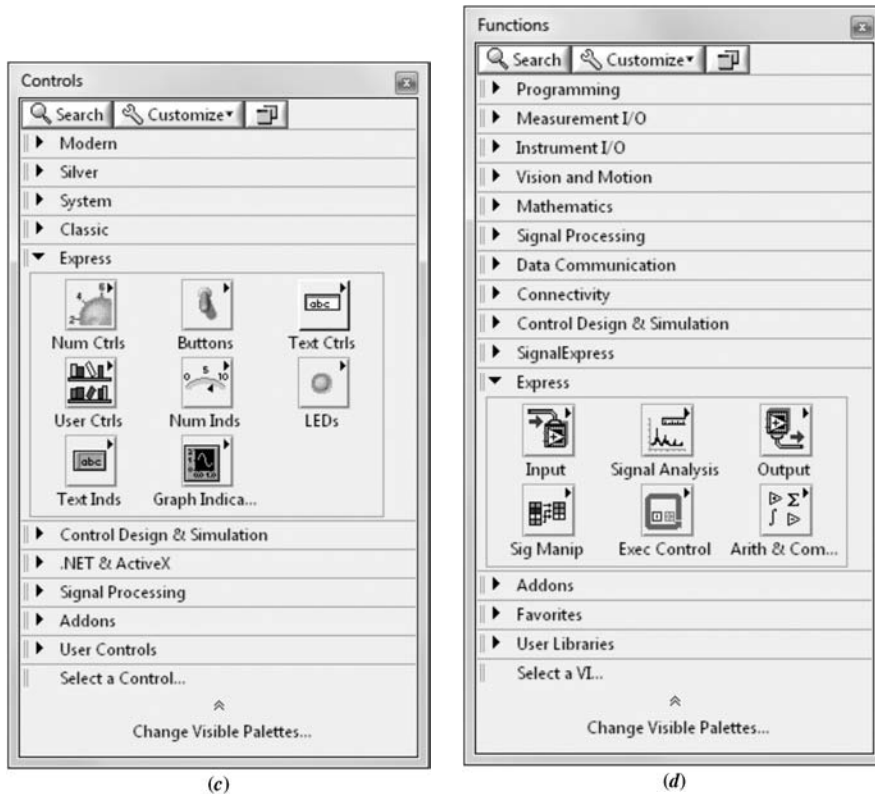 Controls
Search Customize
Modern
Silver
System
Classic
Express
Num Ctrls Buttons Text Ctrls
User Ctrls Num Inds LEDs
Text Inds Graph Indica...
Control Design & Simulation
.NET & ActiveX
Signal Processing
Addons
User Controls
Select a Control...
Change Visible Palettes...
(c)
Functions
Search Customize
Programming
Measurement I/O
Instrument I/O
Vision and Motion
Mathematics
Signal Processing
Data Communication
Connectivity
Control Design & Simulation
SignalExpress
Express
Input Signal Analysis Output
Sig Manip Exec Control Arith & Com...
Addons
Favorites
User Libraries
Select a VI...
Change Visible Palettes...
(d)